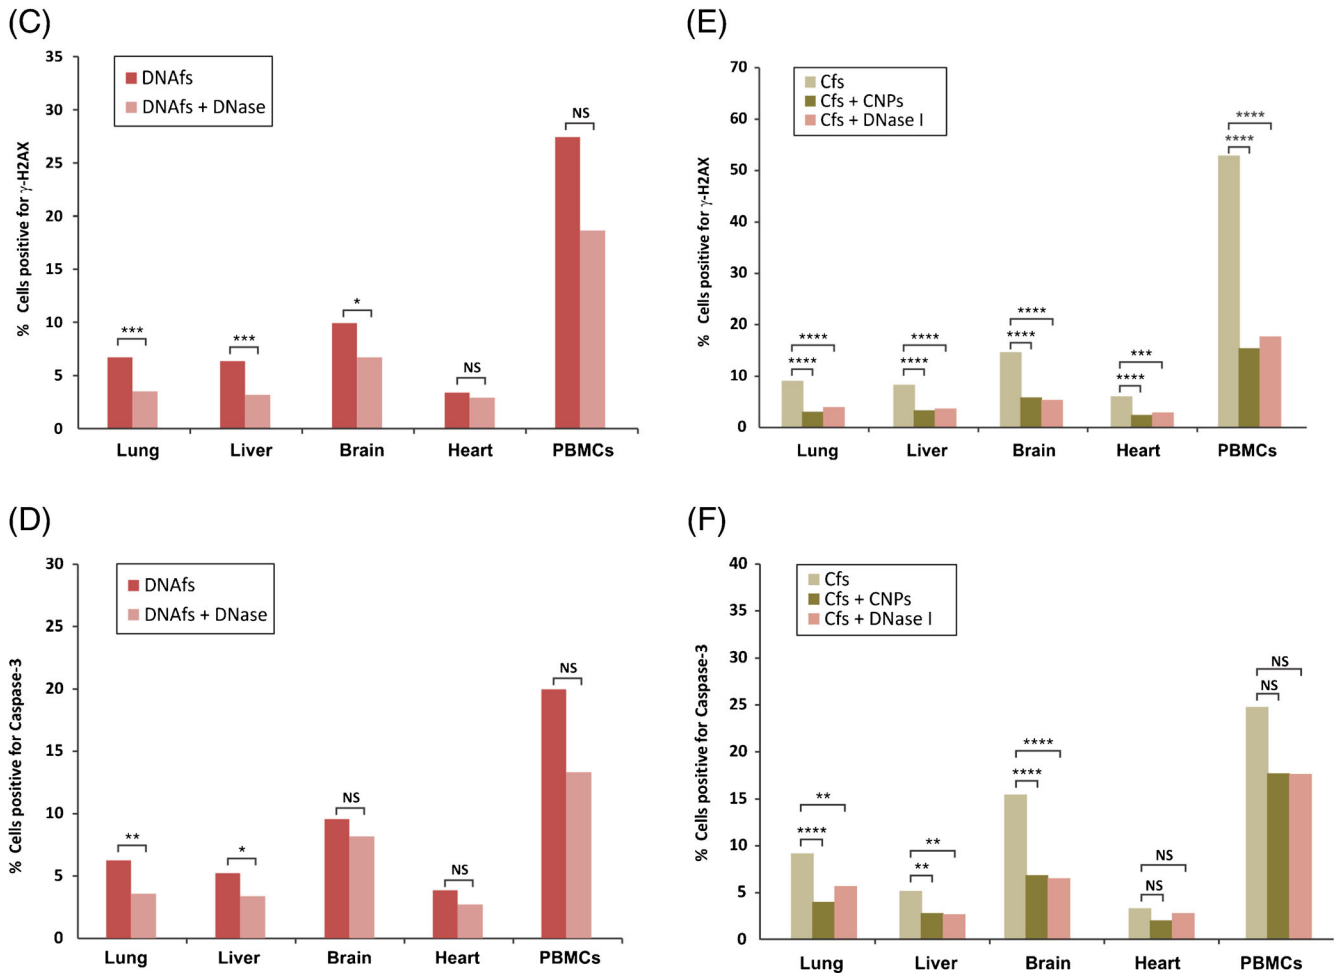 (C)
35
30
25
20
15
10
5
0
% Cells positive for γ-H2AX
DNAfs
DNAfs + DNase
***
***
*
NS
NS
Lung Liver Brain Heart PBMCs
(E)
70
60
50
40
30
20
10
0
% Cells positive for γ-H2AX
Cfs
Cfs + CNPs
Cfs + DNase I
****
****
****
****
****
****
***
****
****
****
Lung Liver Brain Heart PBMCs
(D)
30
25
20
15
10
5
0
% Cells positive for Caspase-3
DNAfs
DNAfs + DNase
**
*
NS
NS
NS
Lung Liver Brain Heart PBMCs
(F)
40
35
30
25
20
15
10
5
0
% Cells positive for Caspase-3
Cfs
Cfs + CNPs
Cfs + DNase I
**
****
**
**
****
****
NS
NS
NS
NS
Lung Liver Brain Heart PBMCs